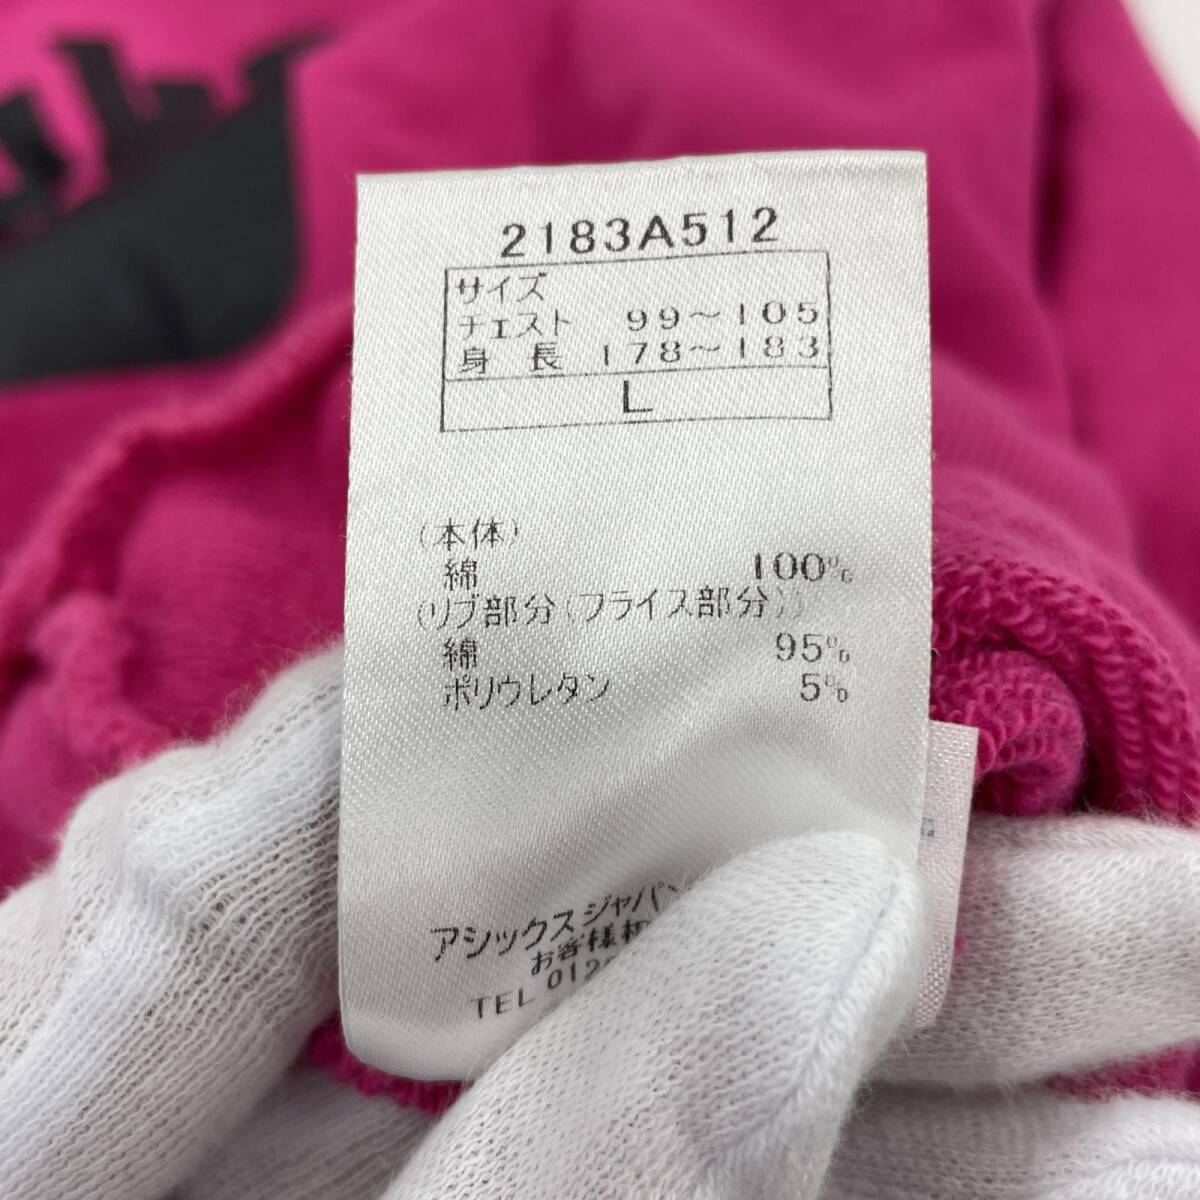 2183A512
サイズ
チェスト 99～105
身長 178～183
L
(本体)
綿 100%
(リブ部分(フライス部分))
綿 95%
ポリウレタン 5%
アシックスジャパン
お客様相
TEL 012